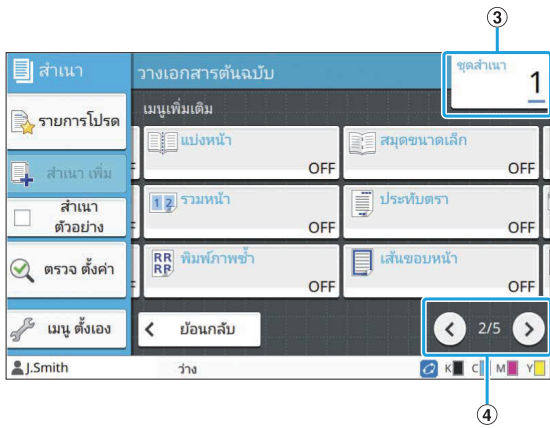 ③
สำเนา
วางเอกสารต้นฉบับ
ชุดสำเนา
1
รายการโปรด
เมนูเพิ่มเติม
แบ่งหน้า
OFF
สมุดขนาดเล็ก
OFF
สำเนา เพิ่ม
รวมหน้า
OFF
ประทับตรา
OFF
สำเนา
ตัวอย่าง
พิมพ์ภาพซ้ำ
OFF
เส้นขอบหน้า
OFF
ตรวจ ตั้งค่า
เมนู ตั้งเอง
ย้อนกลับ
2/5
J.Smith
ว่าง
K C M Y
④